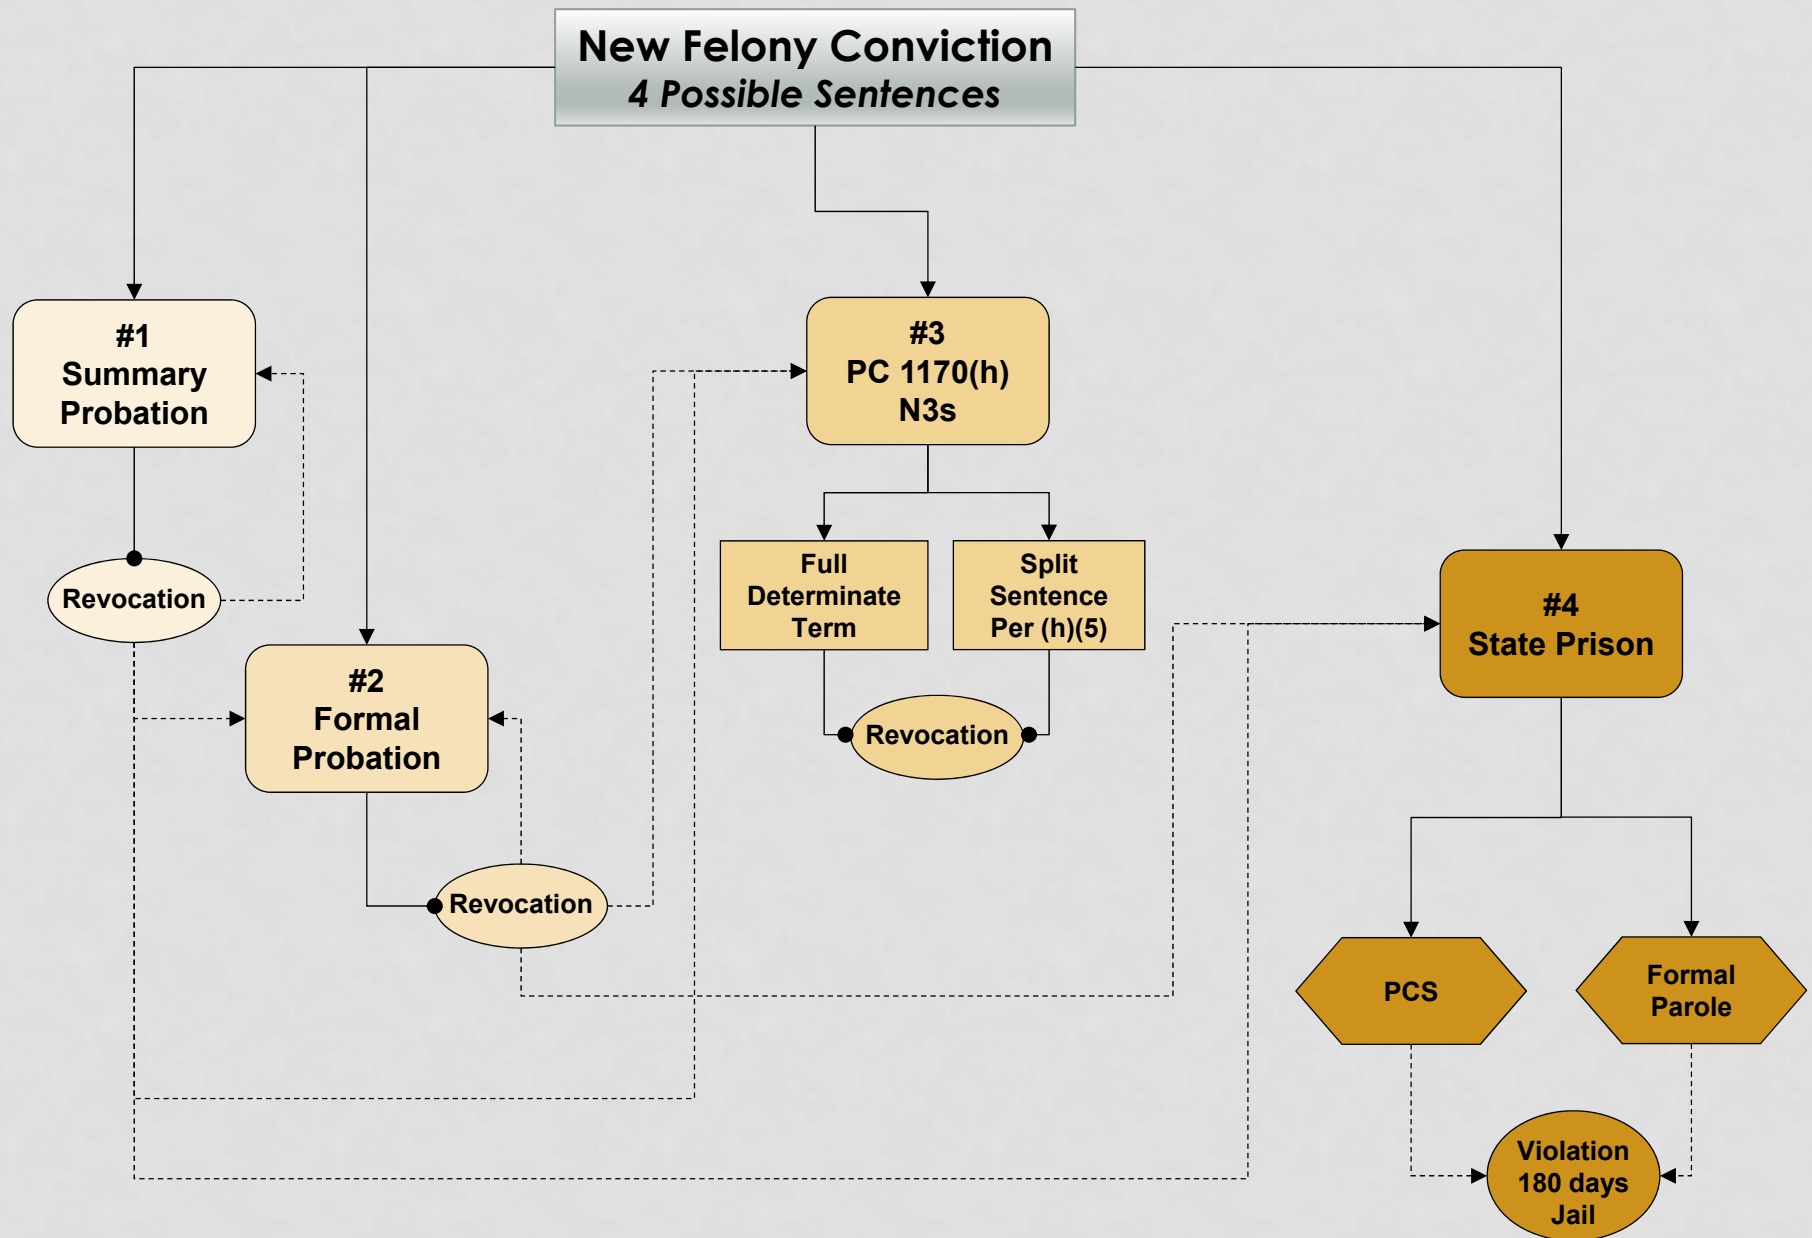 New Felony Conviction
4 Possible Sentences
#1
Summary
Probation
Revocation
#2
Formal
Probation
Revocation
#3
PC 1170(h)
N3s
Full
Determinate
Term
Split
Sentence
Per (h)(5)
Revocation
#4
State Prison
PCS
Formal
Parole
Violation
180 days
Jail